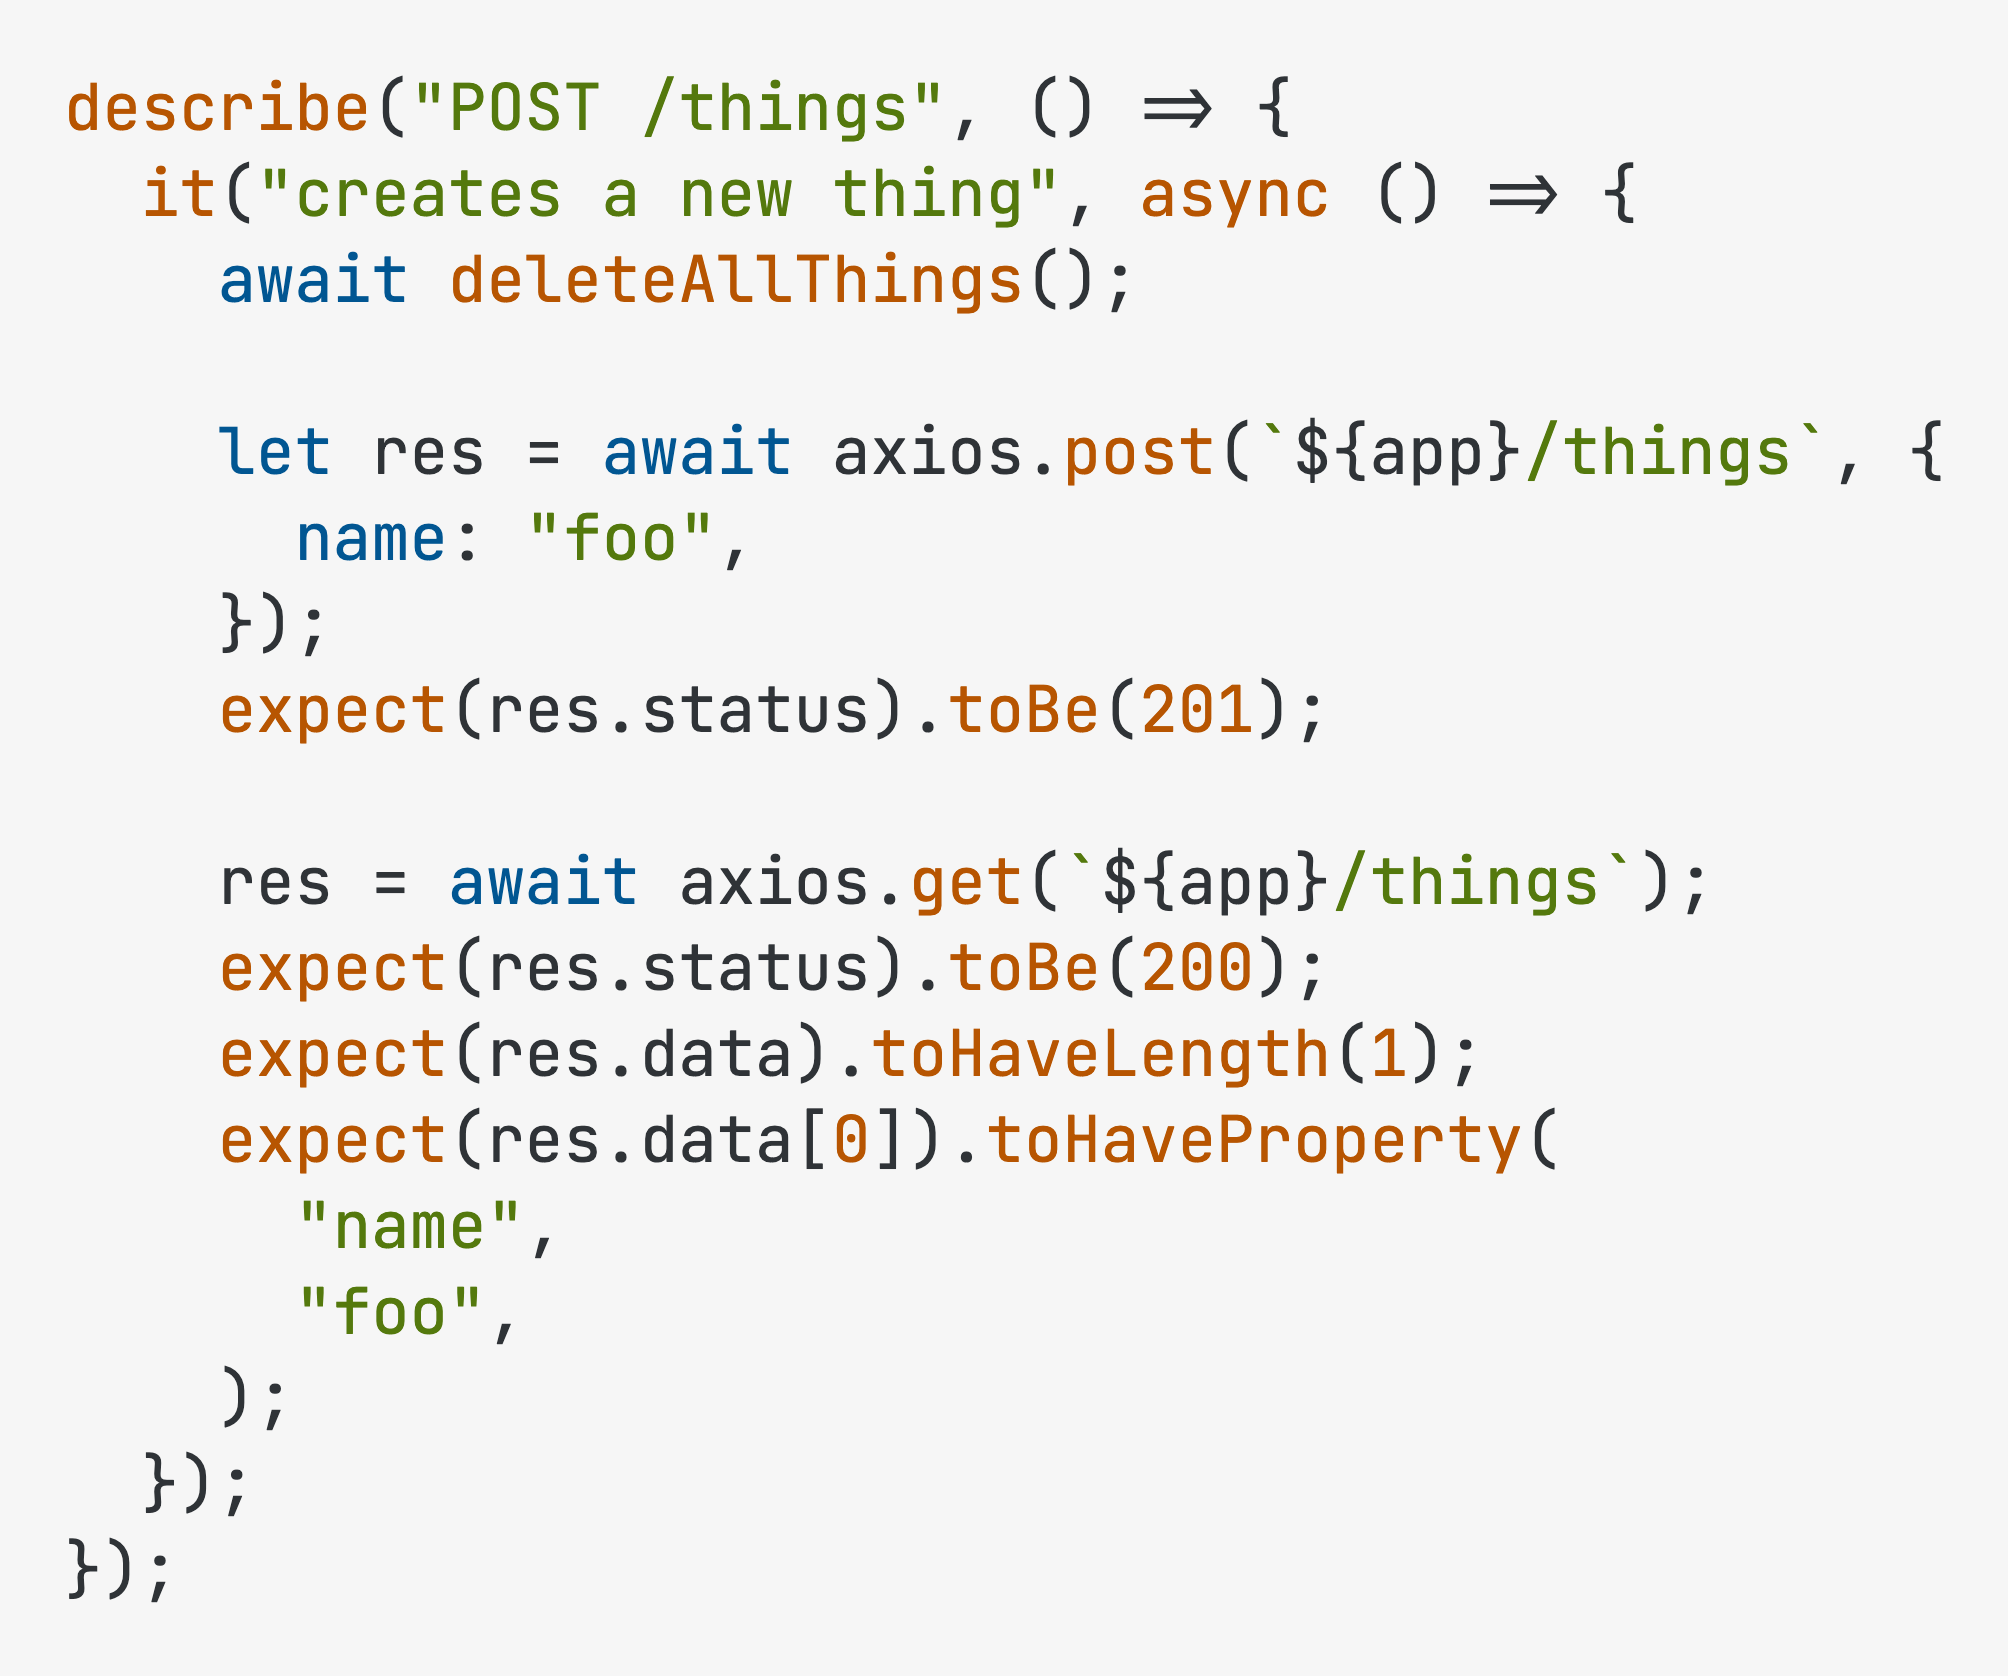 describe("POST /things", () => {
  it("creates a new thing", async () => {
    await deleteAllThings();

    let res = await axios.post(`${app}/things`, {
      name: "foo",
    });
    expect(res.status).toBe(201);

    res = await axios.get(`${app}/things`);
    expect(res.status).toBe(200);
    expect(res.data).toHaveLength(1);
    expect(res.data[0]).toHaveProperty(
      "name",
      "foo",
    );
  });
});